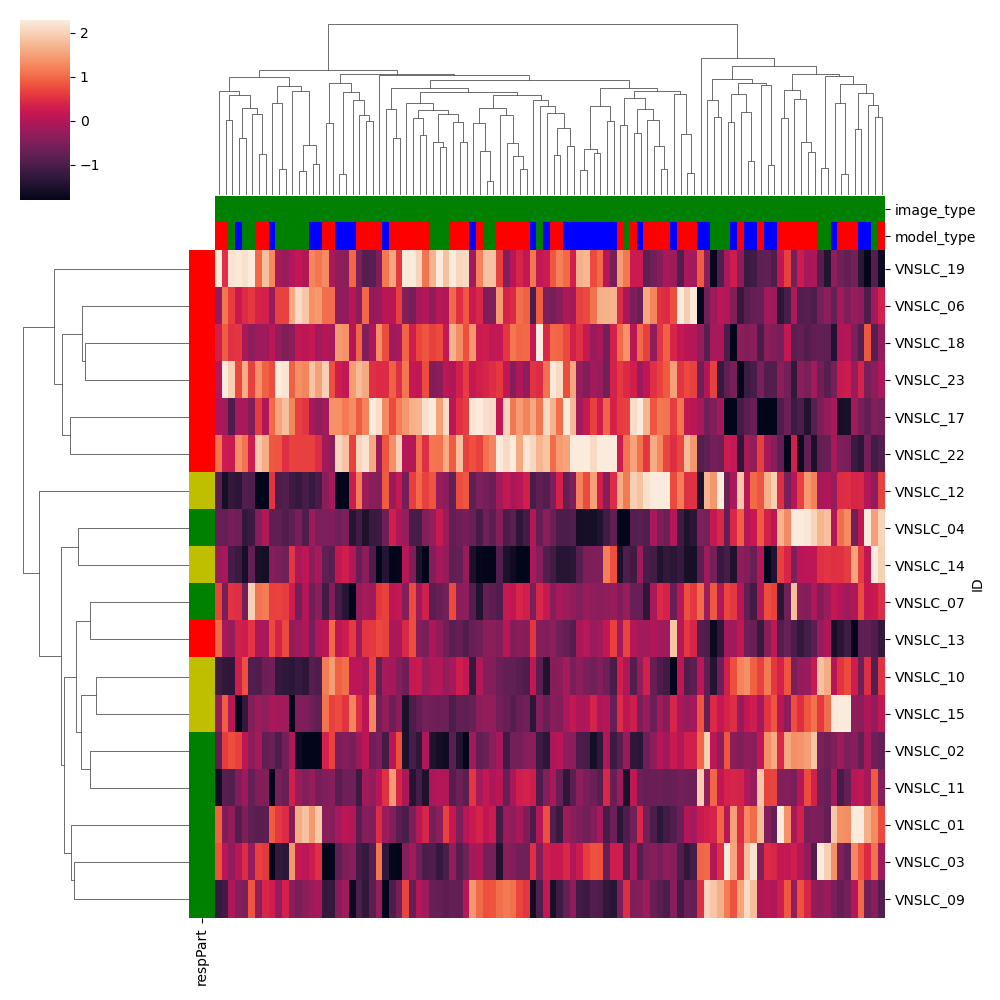 2
1
0
−1
image_type
model_type
VNSLC_19
VNSLC_06
VNSLC_18
VNSLC_23
VNSLC_17
VNSLC_22
VNSLC_12
VNSLC_04
VNSLC_14
VNSLC_07
VNSLC_13
VNSLC_10
VNSLC_15
VNSLC_02
VNSLC_11
VNSLC_01
VNSLC_03
VNSLC_09
ID
respPart